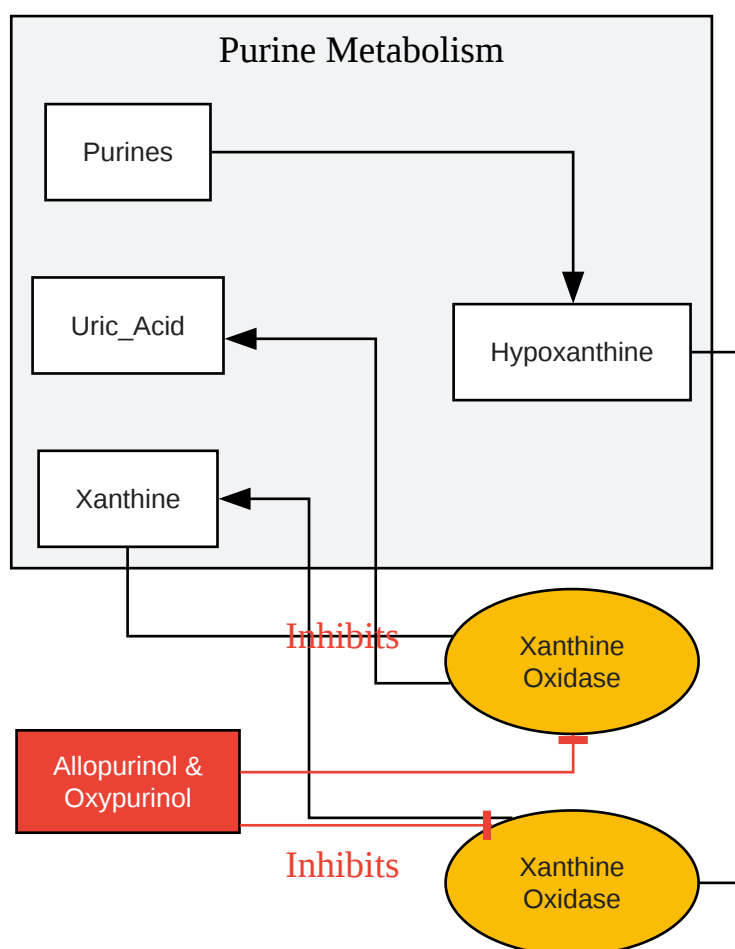 Purine Metabolism
Purines
Uric_Acid
Hypoxanthine
Xanthine
Inhibits
Xanthine
Oxidase
Allopurinol &
Oxypurinol
Inhibits
Xanthine
Oxidase